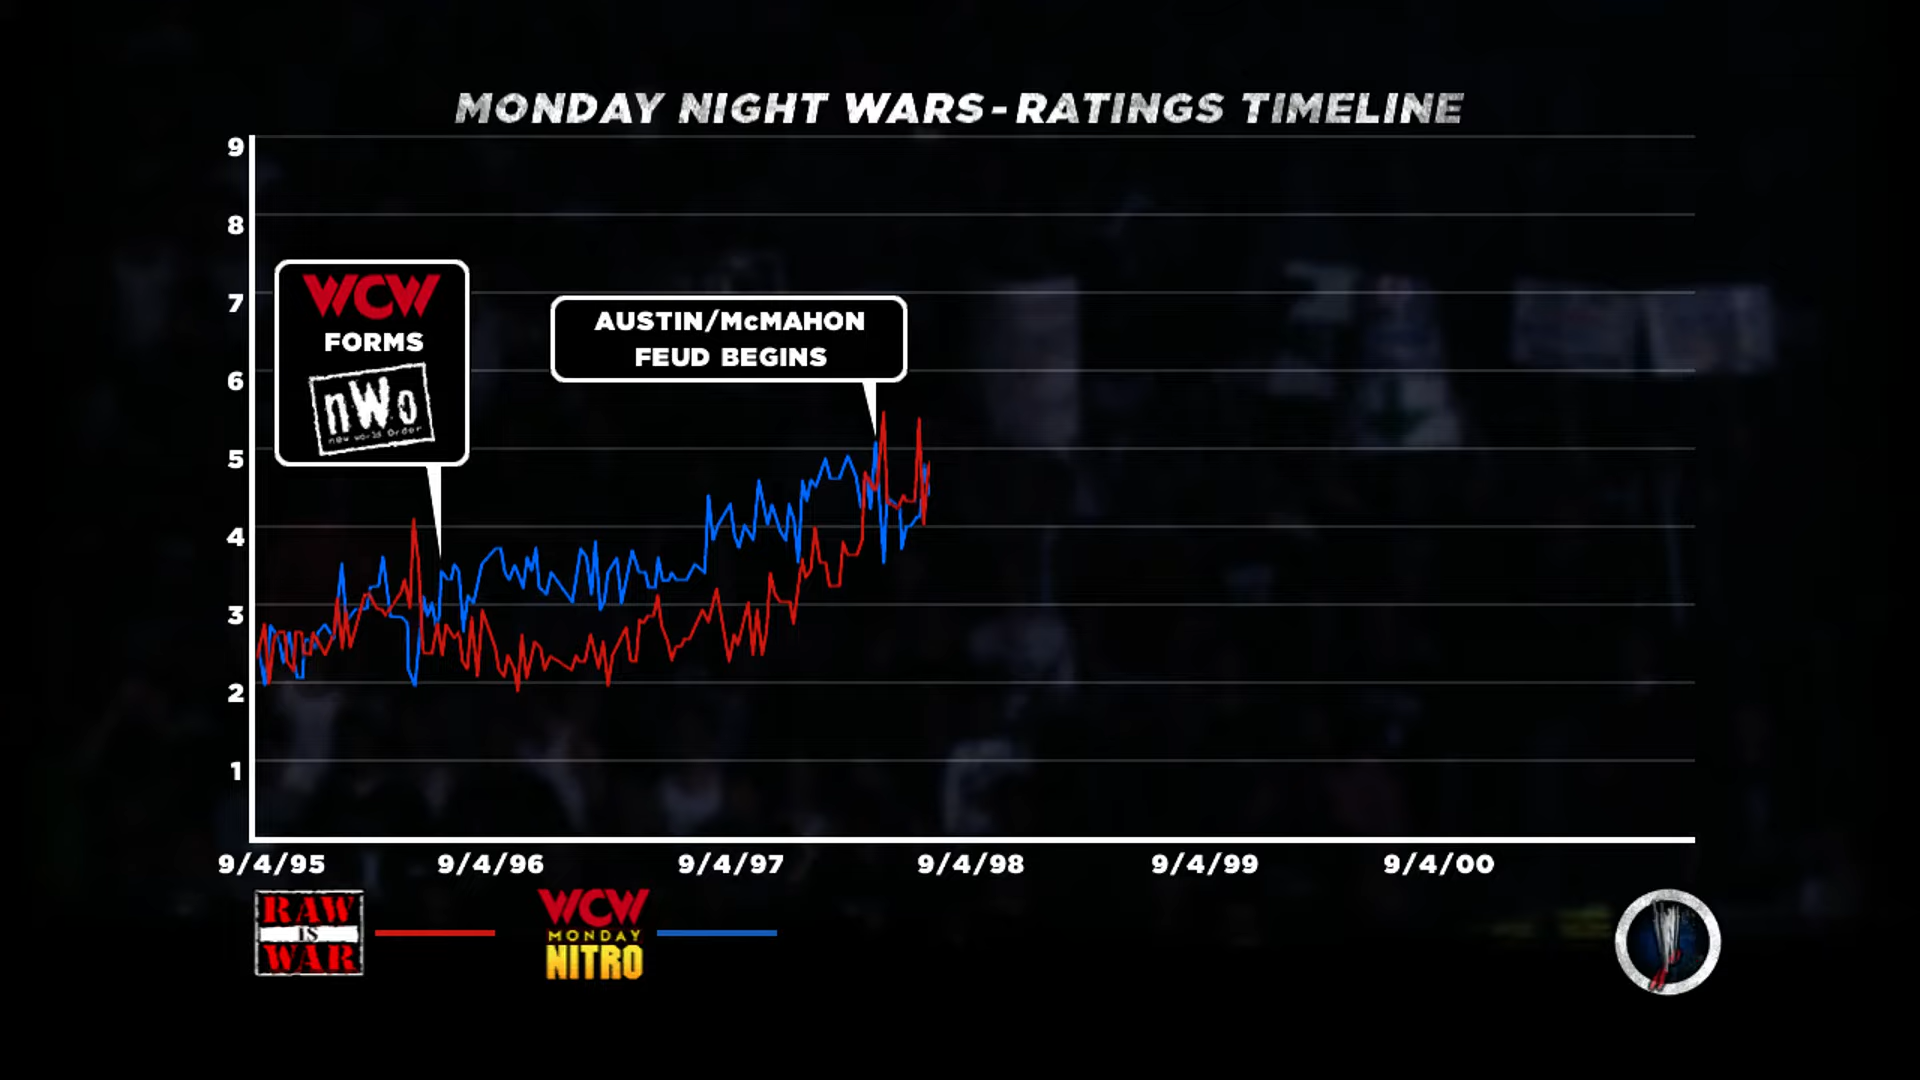 MONDAY NIGHT WARS-RATINGS TIMELINE
9
8
7
6
5
4
3
2
1
WCW
FORMS
nWo
new world Order
AUSTIN/McMAHON
FEUD BEGINS
9/4/95
9/4/96
9/4/97
9/4/98
9/4/99
9/4/00
RAW
IS
WAR
WCW
MONDAY
NITRO